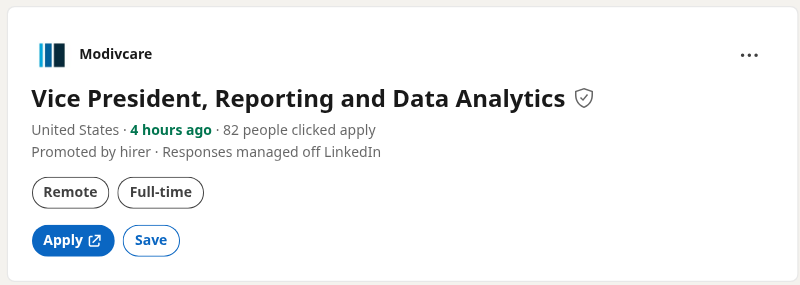 Modivcare
Vice President, Reporting and Data Analytics
United States · 4 hours ago · 82 people clicked apply
Promoted by hirer · Responses managed off LinkedIn
Remote Full-time
Apply Save